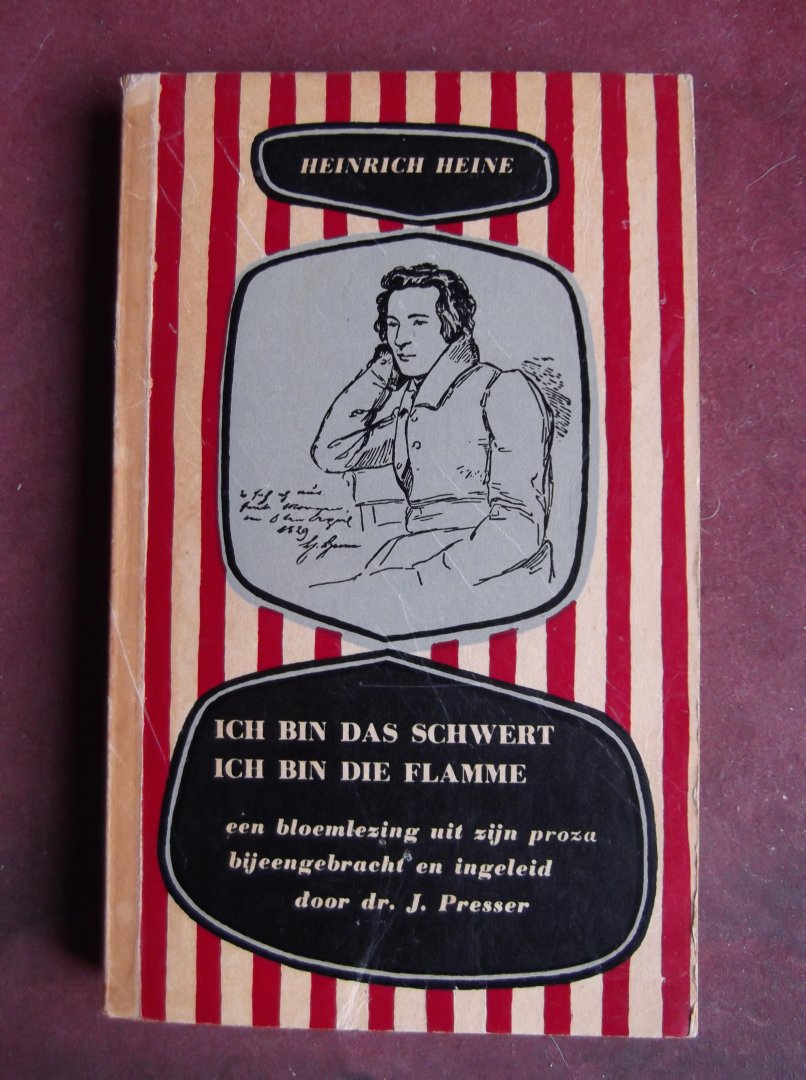 HEINRICH HEINE
1829
ICH BIN DAS SCHWERT
ICH BIN DIE FLAMME
een bloemlezing uit zijn proza
bijeengebracht en ingeleid
door dr. J. Presser